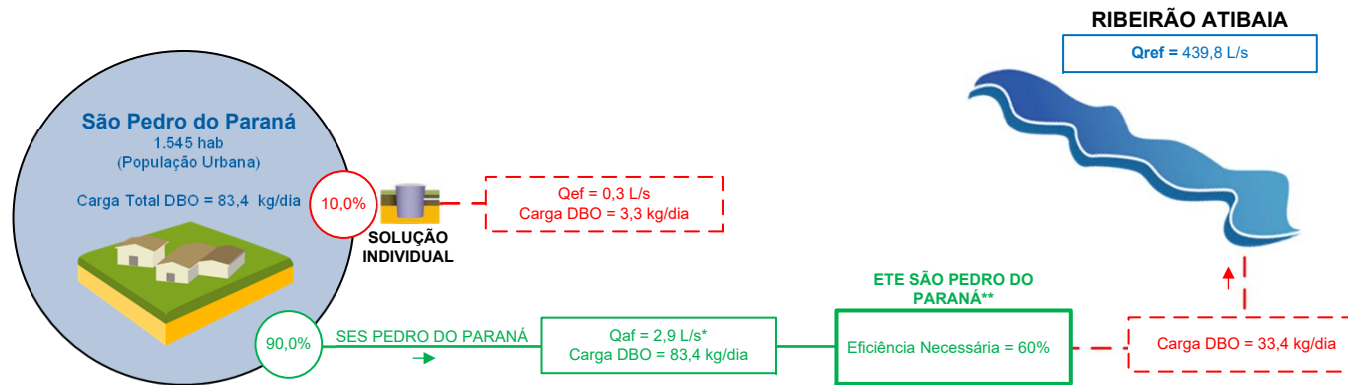 RIBEIRÃO ATIBAIA
Qref = 439,8 L/s
São Pedro do Paraná
1.545 hab
(População Urbana)
Carga Total DBO = 83,4 kg/dia
10,0%
SOLUÇÃO
INDIVIDUAL
Qef = 0,3 L/s
Carga DBO = 3,3 kg/dia
90,0%
SES PEDRO DO PARANÁ
Qaf = 2,9 L/s*
Carga DBO = 83,4 kg/dia
ETE SÃO PEDRO DO
PARANÁ**
Eficiência Necessária = 60%
Carga DBO = 33,4 kg/dia